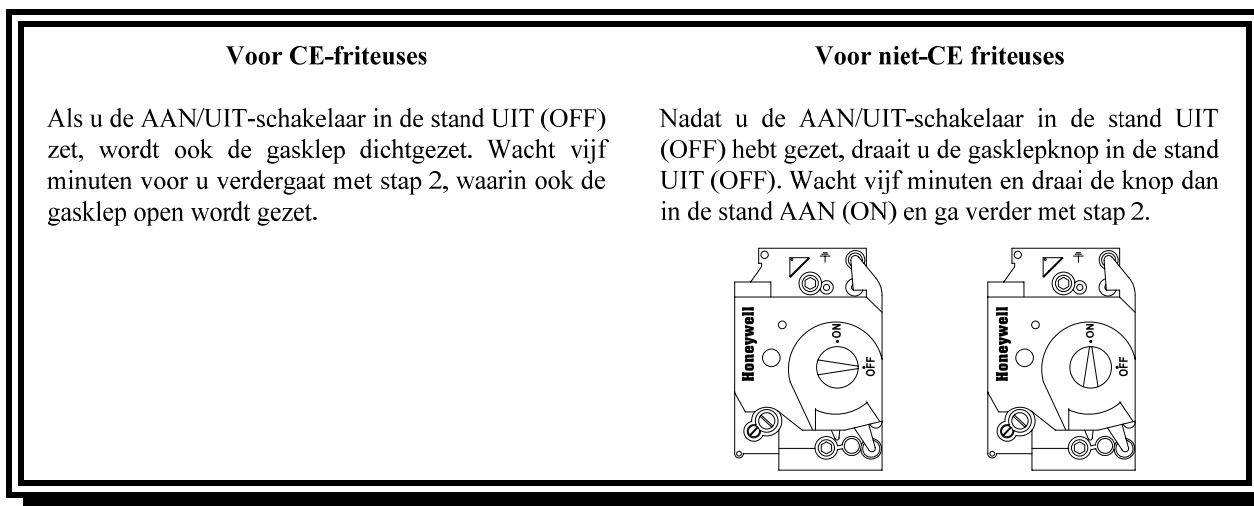 Voor CE-friteuses
Als u de AAN/UIT-schakelaar in de stand UIT (OFF)
zet, wordt ook de gasklep dichtgezet. Wacht vijf
minuten voor u verdergaat met stap 2, waarin ook de
gasklep open wordt gezet.
Voor niet-CE friteuses
Nadat u de AAN/UIT-schakelaar in de stand UIT
(OFF) hebt gezet, draait u de gasklepknop in de stand
UIT (OFF). Wacht vijf minuten en draai de knop dan
in de stand AAN (ON) en ga verder met stap 2.
Honeywell
ON
OFF
Honeywell
ON
OFF